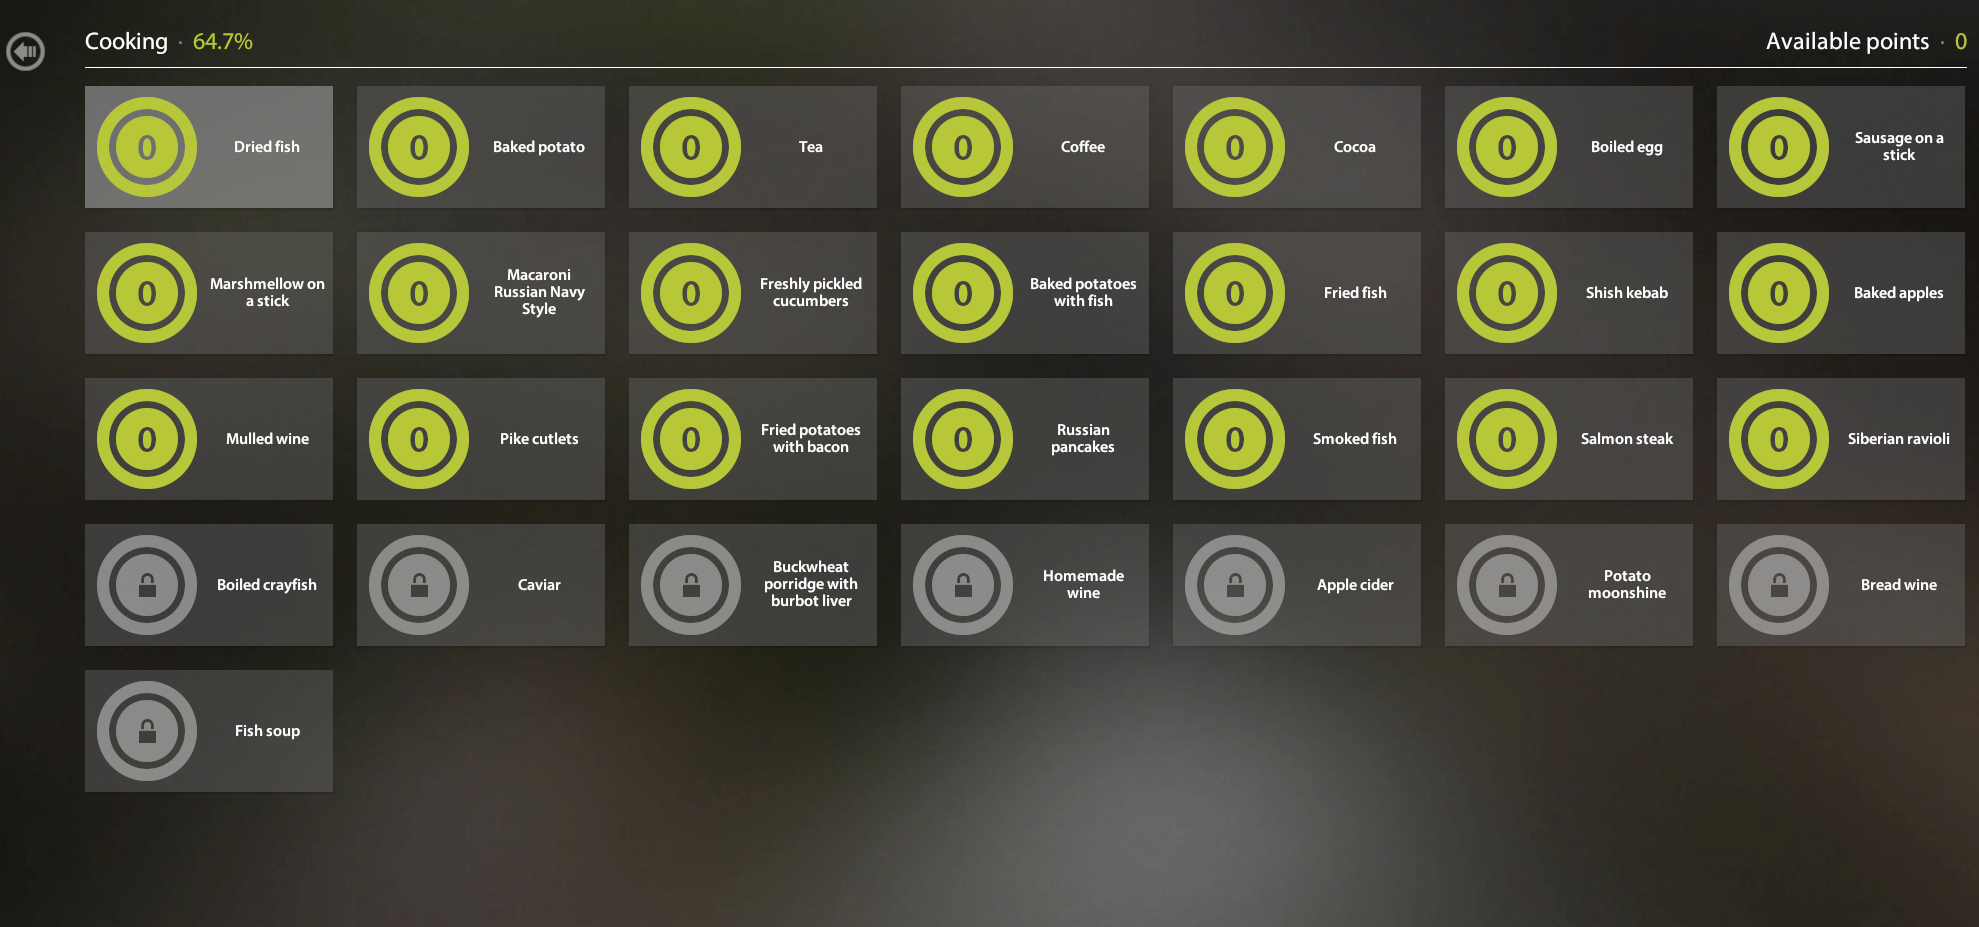 Cooking · 64.7%
Available points · 0
0 Dried fish
0 Baked potato
0 Tea
0 Coffee
0 Cocoa
0 Boiled egg
0 Sausage on a
stick
0 Marshmellow on
a stick
0 Macaroni
Russian Navy
Style
0 Freshly pickled
cucumbers
0 Baked potatoes
with fish
0 Fried fish
0 Shish kebab
0 Baked apples
0 Mulled wine
0 Pike cutlets
0 Fried potatoes
with bacon
0 Russian
pancakes
0 Smoked fish
0 Salmon steak
0 Siberian ravioli
Boiled crayfish
Caviar
Buckwheat
porridge with
burbot liver
Homemade
wine
Apple cider
Potato
moonshine
Bread wine
Fish soup